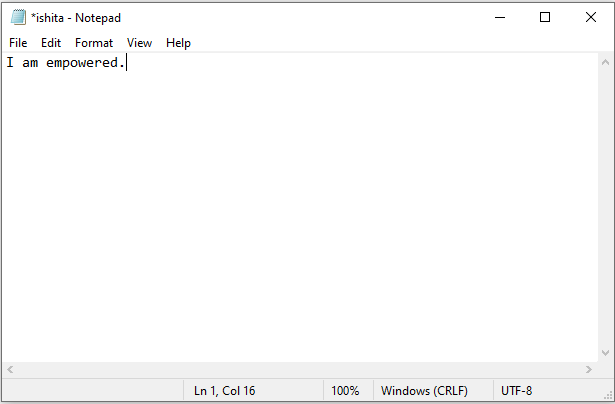 *ishita - Notepad
File Edit Format View Help
I am empowered.
Ln 1, Col 16 100% Windows (CRLF) UTF-8